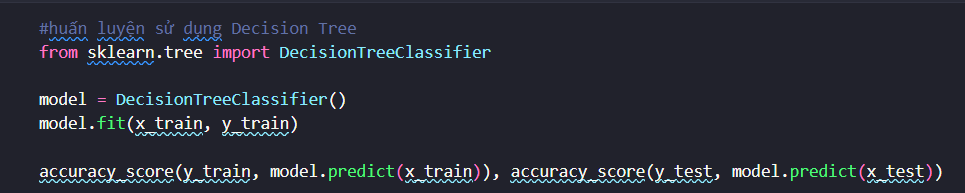 #huấn luyện sử dụng Decision Tree
from sklearn.tree import DecisionTreeClassifier
model = DecisionTreeClassifier()
model.fit(x_train, y_train)
accuracy_score(y_train, model.predict(x_train)), accuracy_score(y_test, model.predict(x_test))